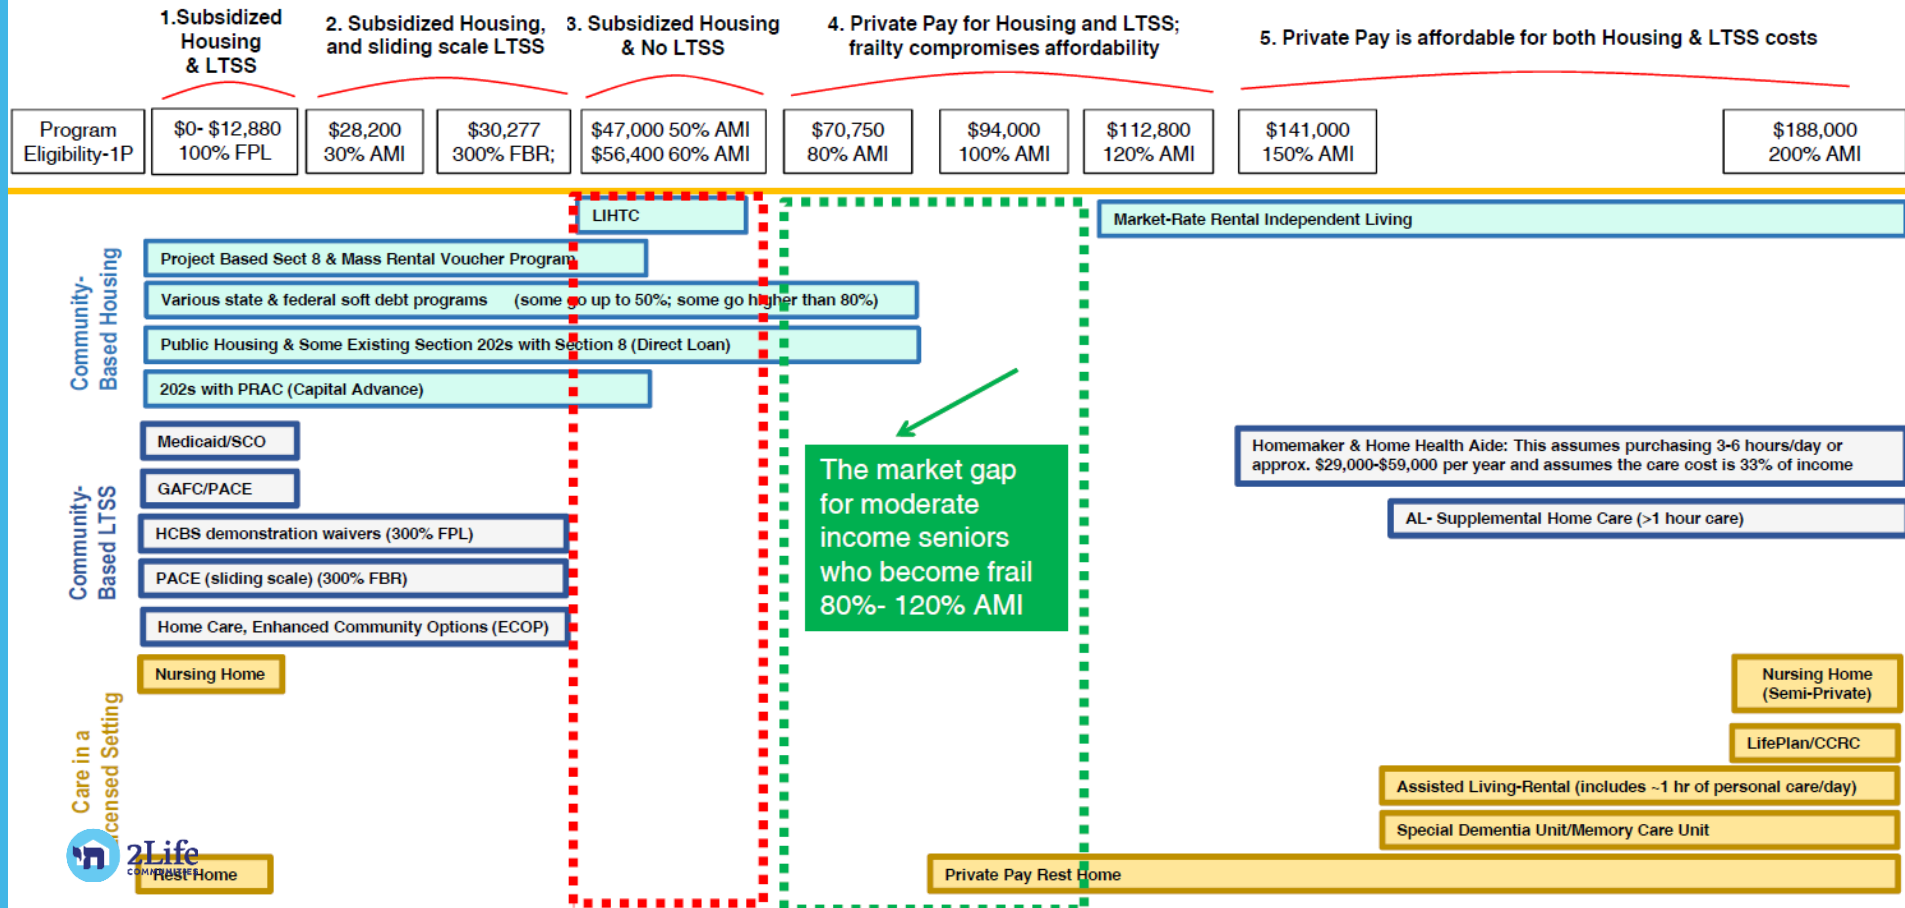 1.Subsidized
Housing
& LTSS
2. Subsidized Housing,
and sliding scale LTSS
3. Subsidized Housing
& No LTSS
4. Private Pay for Housing and LTSS;
frailty compromises affordability
5. Private Pay is affordable for both Housing & LTSS costs
Program
Eligibility-1P
$0- $12,880
100% FPL
$28,200
30% AMI
$30,277
300% FBR;
$47,000 50% AMI
$56,400 60% AMI
$70,750
80% AMI
$94,000
100% AMI
$112,800
120% AMI
$141,000
150% AMI
$188,000
200% AMI
Community-
Based Housing
LIHTC
Market-Rate Rental Independent Living
Project Based Sect 8 & Mass Rental Voucher Program
Various state & federal soft debt programs (some go up to 50%; some go higher than 80%)
Public Housing & Some Existing Section 202s with Section 8 (Direct Loan)
202s with PRAC (Capital Advance)
Community-
Based LTSS
Medicaid/SCO
GAFC/PACE
HCBS demonstration waivers (300% FPL)
PACE (sliding scale) (300% FBR)
Home Care, Enhanced Community Options (ECOP)
The market gap
for moderate
income seniors
who become frail
80%- 120% AMI
Homemaker & Home Health Aide: This assumes purchasing 3-6 hours/day or
approx. $29,000-$59,000 per year and assumes the care cost is 33% of income
AL- Supplemental Home Care (>1 hour care)
Care in a
icensed Setting
Nursing Home
Nursing Home
(Semi-Private)
LifePlan/CCRC
Assisted Living-Rental (includes ~1 hr of personal care/day)
Special Dementia Unit/Memory Care Unit
Rest Home
Private Pay Rest Home
חי
2Life
COMMUNITIES